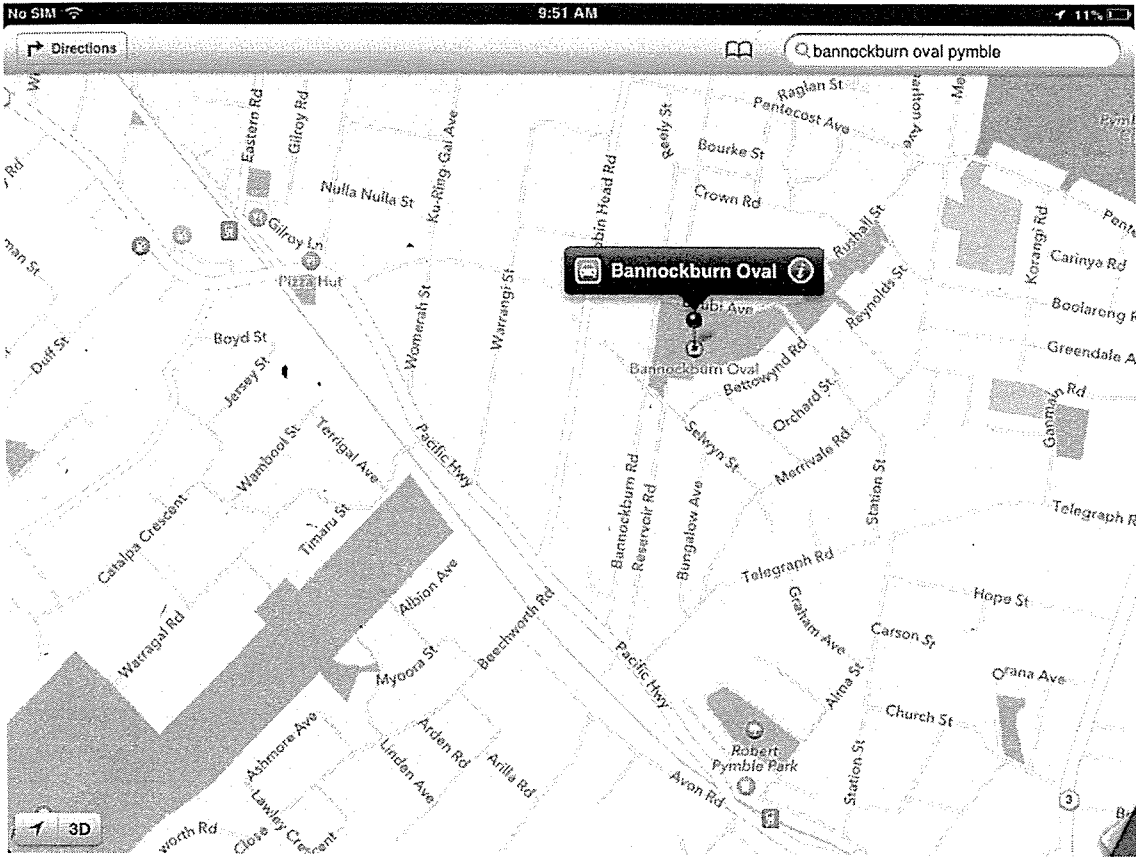 No SIM
9:51 AM
11%
Directions
bannockburn oval pymble
Raglan St
Pentecost Ave
Eastern Rd
Gilroy Rd
Ku-Ring-Gai Ave
Reely St
Bourke St
Nulla Nulla St
Crown Rd
Gilroy Ln
Rushall St
Korangi Rd
Carinya Rd
Bannockburn Oval
Pizza Hut
Reynolds St
Boolarong
Womerah St
Warrangi St
Bannockburn Oval
Boyd St
Duff St
Jersey St
Greendale A
Bettowynd Rd
Orchard St
Ganmain Rd
Terrigal Ave
Pacific Hwy
Selwyn St
Merrivale Rd
Wambool St
Station St
Catalpa Crescent
Timaru St
Bannockburn Rd
Reservoir Rd
Bungalow Ave
Telegraph R
Telegraph Rd
Albion Ave
Beechworth Rd
Graham Ave
Hope St
Warragal Rd
Carson St
Myoora St
Pacific Hwy
Alma St
Orana Ave
Church St
Ashmore Ave
Linden Ave
Arden Rd
Arilla Rd
Robert
Pymble Park
Station St
Avon Rd
3
3D
worth Rd
Close
Lawley Crescent